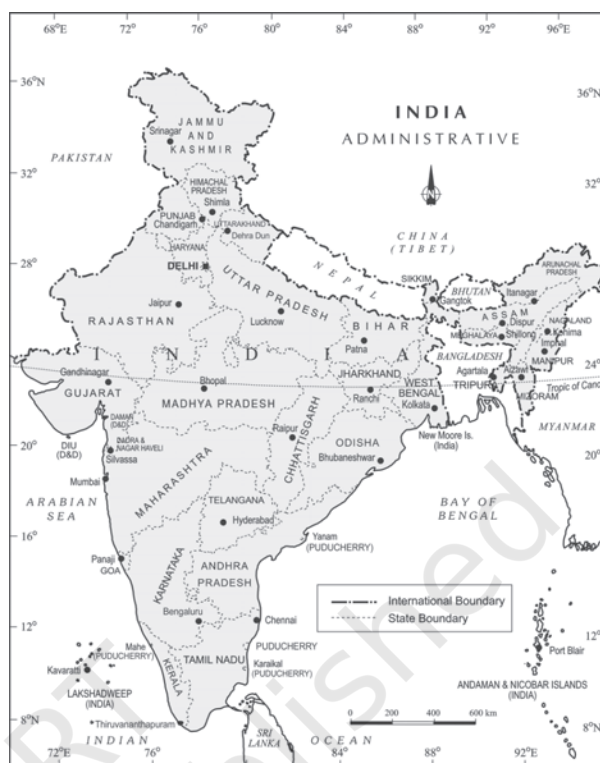 68°E 72° 76° 80° 84° 88° 92° 96°E
36°N
36°N
INDIA
ADMINISTRATIVE
N
JAMMU
AND
KASHMIR
Srinagar
PAKISTAN
32°
32°
HIMACHAL
PRADESH
Shimla
PUNJAB
Chandigarh
UTTARAKHAND
Dehra Dun
CHINA
(TIBET)
HARYANA
28°
28°
DELHI
NEPAL
SIKKIM
Gangtok
BHUTAN
ARUNACHAL
PRADESH
Itanagar
UTTAR PRADESH
Jaipur
RAJASTHAN
Lucknow
BIHAR
Patna
ASSAM
Dispur
MEGHALAYA
Shillong
NAGALAND
Kohima
Imphal
MANIPUR
INDIA
BANGLADESH
24°
24°
Gandhinagar
GUJARAT
Bhopal
MADHYA PRADESH
JHARKHAND
Ranchi
WEST
BENGAL
Kolkata
Agartala
TRIPURA
Aizawl
MIZORAM
Tropic of Canc
New Moore Is.
(India)
MYANMAR
DAMAN
(D&D)
DIU
(D&D)
DADRA &
NAGAR HAVELI
Silvassa
20°
20°
Raipur
CHHATTISGARH
ODISHA
Bhubaneshwar
Mumbai
MAHARASHTRA
ARABIAN
SEA
BAY OF
BENGAL
TELANGANA
Hyderabad
16°
16°
Yanam
(PUDUCHERRY)
Panaji
GOA
KARNATAKA
ANDHRA
PRADESH
International Boundary
State Boundary
Bengaluru
Chennai
12°
12°
Mahe
(PUDUCHERRY)
PUDUCHERRY
Karaikal
(PUDUCHERRY)
TAMIL NADU
KERALA
Kavaratti
LAKSHADWEEP
(INDIA)
Port Blair
ANDAMAN & NICOBAR ISLANDS
(INDIA)
8°N
8°N
Thiruvananthapuram
0 200 400 600 km
INDIAN OCEAN
SRI
LANKA
72°E 76° 80° 84° 88° 92°E